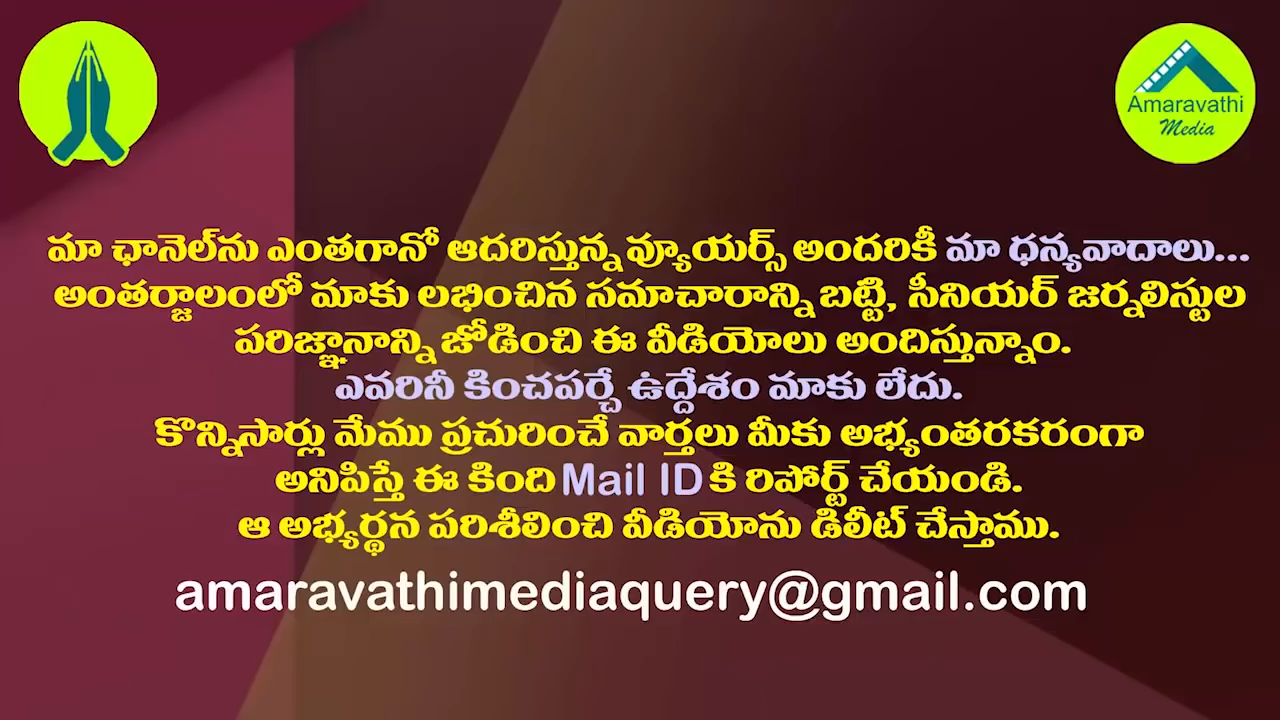 Amaravathi
Media
మా ఛానెల్‌ను ఎంతగానో ఆదరిస్తున్న వ్యూయర్స్ అందరికీ మా ధన్యవాదాలు...
అంతర్జాలంలో మాకు లభించిన సమాచారాన్ని బట్టి, సీనియర్ జర్నలిస్టుల
పరిజ్ఞానాన్ని జోడించి ఈ వీడియోలు అందిస్తున్నాం.
ఎవరినీ కించపర్చే ఉద్దేశం మాకు లేదు.
కొన్నిసార్లు మేము ప్రచురించే వార్తలు మీకు అభ్యంతరకరంగా
అనిపిస్తే ఈ కింది Mail ID కి రిపోర్ట్ చేయండి.
ఆ అభ్యర్థన పరిశీలించి వీడియోను డిలీట్ చేస్తాము.
amaravathimediaquery@gmail.com